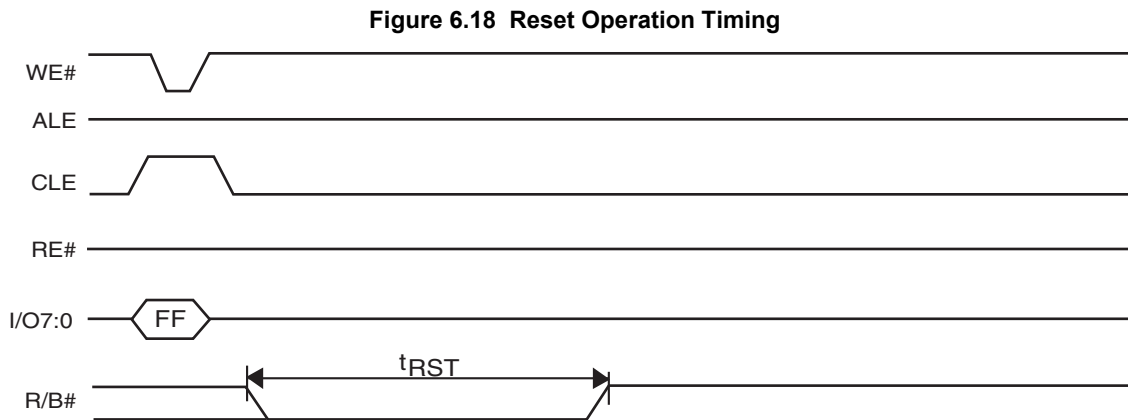 Figure 6.18 Reset Operation Timing
WE#
ALE
CLE
RE#
I/O7:0 FF
tRST
R/B#